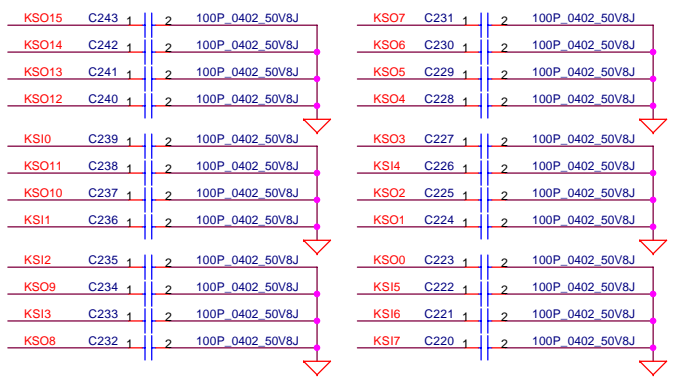 KSO15 C243 1 2 100P_0402_50V8J
KSO14 C242 1 2 100P_0402_50V8J
KSO13 C241 1 2 100P_0402_50V8J
KSO12 C240 1 2 100P_0402_50V8J
KSI0 C239 1 2 100P_0402_50V8J
KSO11 C238 1 2 100P_0402_50V8J
KSO10 C237 1 2 100P_0402_50V8J
KSI1 C236 1 2 100P_0402_50V8J
KSI2 C235 1 2 100P_0402_50V8J
KSO9 C234 1 2 100P_0402_50V8J
KSI3 C233 1 2 100P_0402_50V8J
KSO8 C232 1 2 100P_0402_50V8J
KSO7 C231 1 2 100P_0402_50V8J
KSO6 C230 1 2 100P_0402_50V8J
KSO5 C229 1 2 100P_0402_50V8J
KSO4 C228 1 2 100P_0402_50V8J
KSO3 C227 1 2 100P_0402_50V8J
KSI4 C226 1 2 100P_0402_50V8J
KSO2 C225 1 2 100P_0402_50V8J
KSO1 C224 1 2 100P_0402_50V8J
KSO0 C223 1 2 100P_0402_50V8J
KSI5 C222 1 2 100P_0402_50V8J
KSI6 C221 1 2 100P_0402_50V8J
KSI7 C220 1 2 100P_0402_50V8J